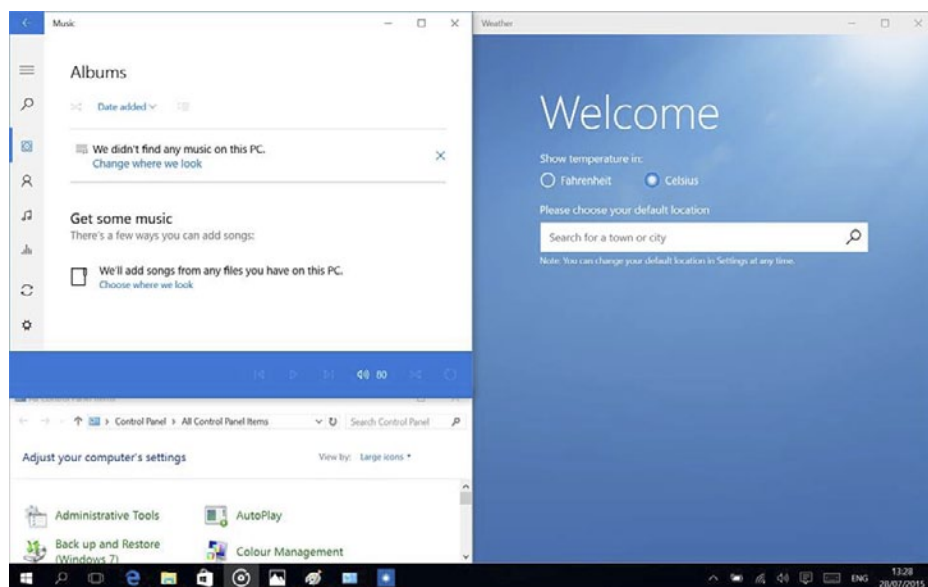 Music
Albums
Date added
We didn't find any music on this PC.
Change where we look
Get some music
There's a few ways you can add songs:
We'll add songs from any files you have on this PC.
Choose where we look
80
Weather
Welcome
Show temperature in:
Fahrenheit Celsius
Please choose your default location
Search for a town or city
Note: You can change your default location in Settings at any time.
All Control Panel Items
Control Panel All Control Panel Items Search Control Panel
Adjust your computer's settings View by: Large icons
Administrative Tools AutoPlay
Back up and Restore
(Windows 7) Colour Management
ENG 13:28
28/07/2015